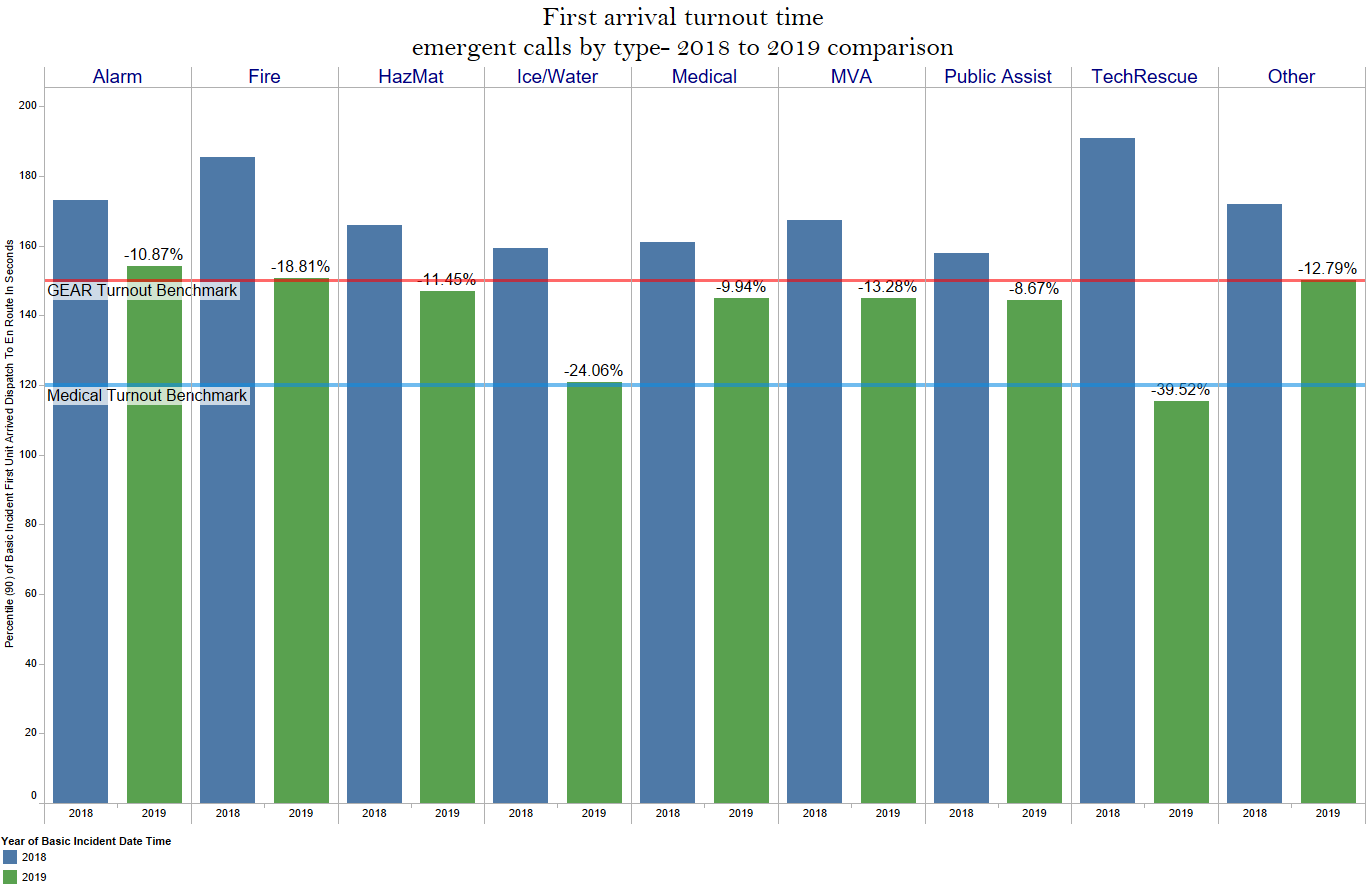 First arrival turnout time
emergent calls by type- 2018 to 2019 comparison
Alarm Fire HazMat Ice/Water Medical MVA Public Assist TechRescue Other
Percentile (90) of Basic Incident First Unit Arrived Dispatch To En Route In Seconds
200
180
160
140
120
100
80
60
40
20
0
-10.87%
-18.81%
-11.45%
-24.06%
-9.94%
-13.28%
-8.67%
-39.52%
-12.79%
GEAR Turnout Benchmark
Medical Turnout Benchmark
2018 2019 2018 2019 2018 2019 2018 2019 2018 2019 2018 2019 2018 2019 2018 2019 2018 2019
Year of Basic Incident Date Time
2018
2019